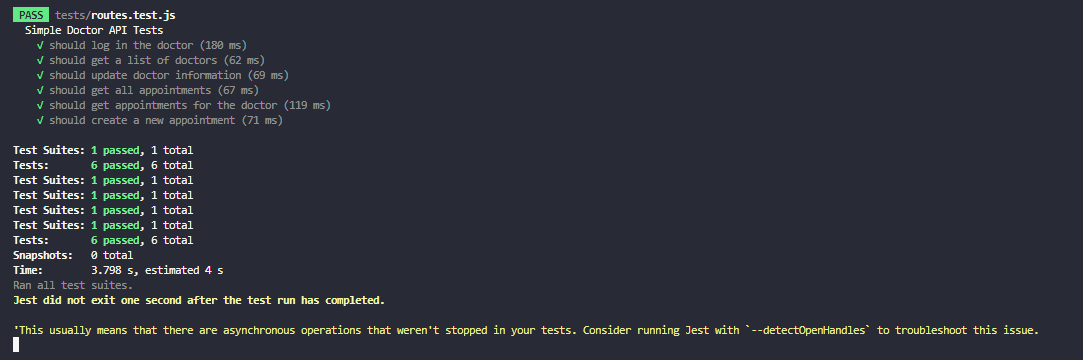 PASS tests/routes.test.js
Simple Doctor API Tests
√ should log in the doctor (180 ms)
√ should get a list of doctors (62 ms)
√ should update doctor information (69 ms)
√ should get all appointments (67 ms)
√ should get appointments for the doctor (119 ms)
√ should create a new appointment (71 ms)
Test Suites: 1 passed, 1 total
Tests: 6 passed, 6 total
Test Suites: 1 passed, 1 total
Test Suites: 1 passed, 1 total
Test Suites: 1 passed, 1 total
Test Suites: 1 passed, 1 total
Tests: 6 passed, 6 total
Snapshots: 0 total
Time: 3.798 s, estimated 4 s
Ran all test suites.
Jest did not exit one second after the test run has completed.
'This usually means that there are asynchronous operations that weren't stopped in your tests. Consider running Jest with `--detectOpenHandles` to troubleshoot this issue.